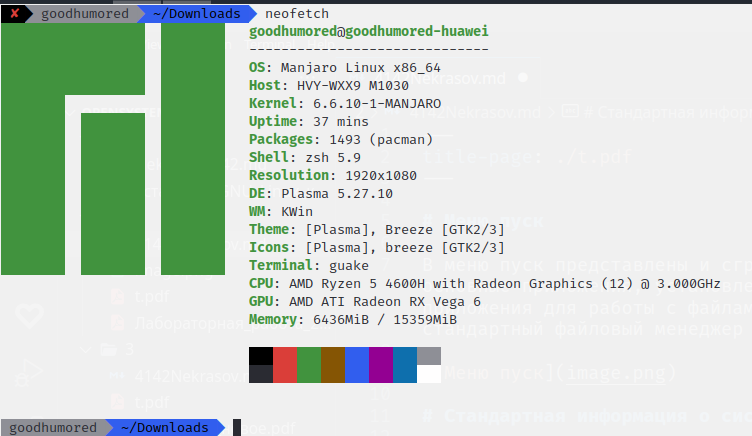 ✘ goodhumored ~/Downloads neofetch
goodhumored@goodhumored-huawei
------------------------------
OS: Manjaro Linux x86_64
Host: HVY-WXX9 M1030
Kernel: 6.6.10-1-MANJARO
Uptime: 37 mins
Packages: 1493 (pacman)
Shell: zsh 5.9
Resolution: 1920x1080
DE: Plasma 5.27.10
WM: KWin
Theme: [Plasma], Breeze [GTK2/3]
Icons: [Plasma], breeze [GTK2/3]
Terminal: guake
CPU: AMD Ryzen 5 4600H with Radeon Graphics (12) @ 3.000GHz
GPU: AMD ATI Radeon RX Vega 6
Memory: 6436MiB / 15359MiB
goodhumored ~/Downloads